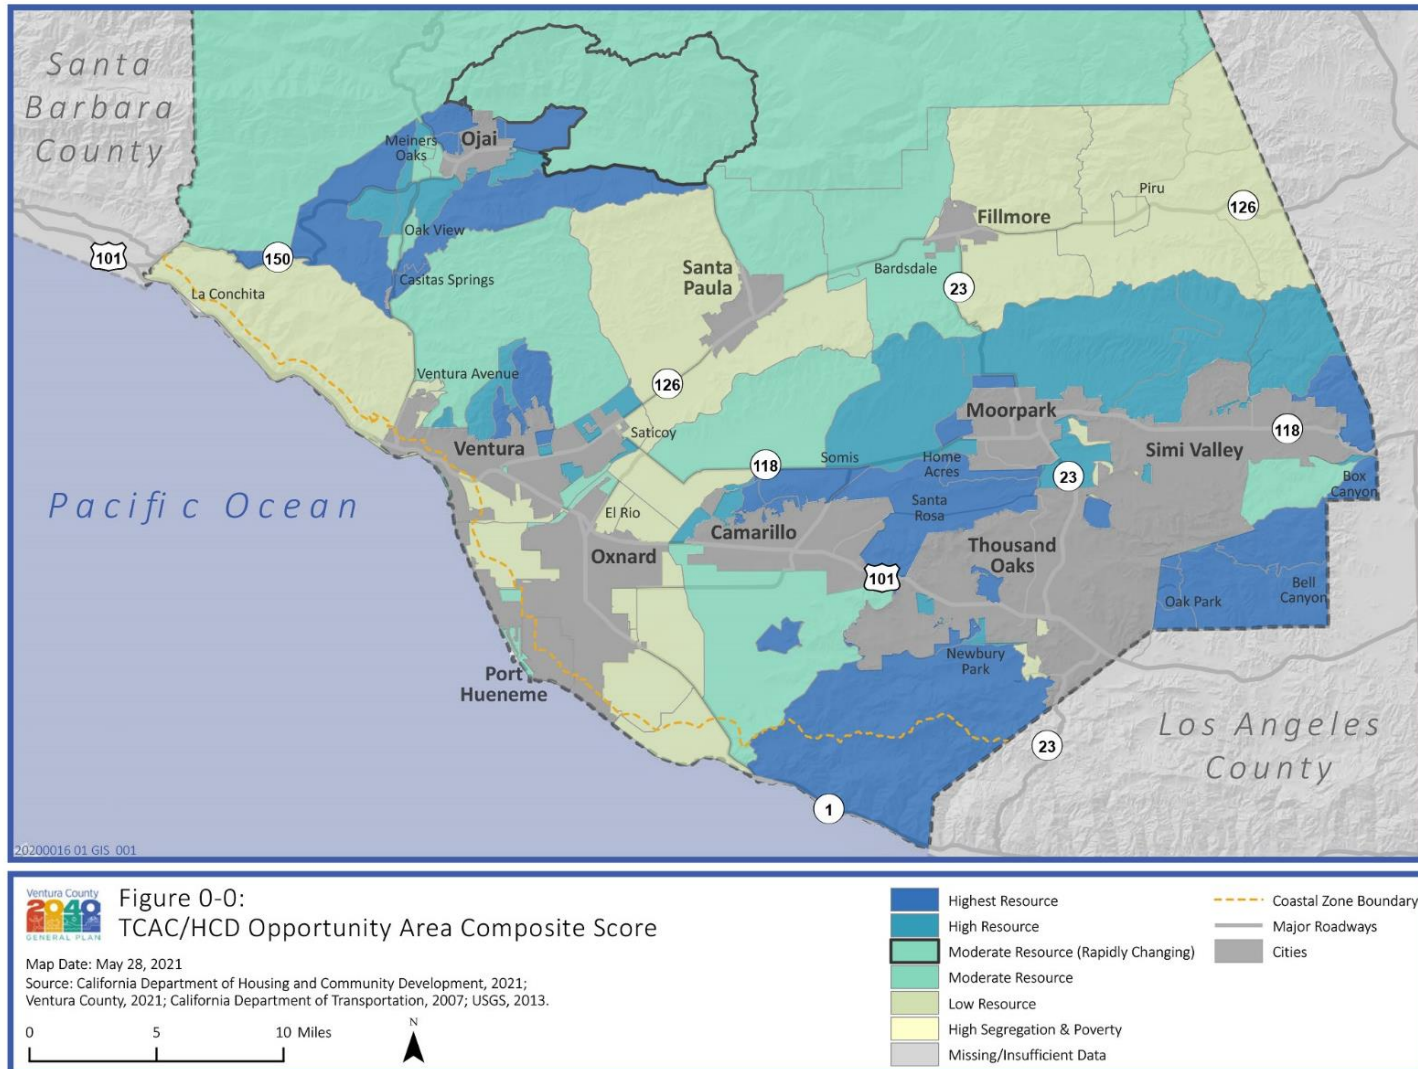 Santa
Barbara
County
101
150
Meiners
Oaks
Ojai
Oak View
Casitas Springs
La Conchita
Ventura Avenue
Santa
Paula
126
Fillmore
Bardsdale
23
Piru
126
Ventura
Saticoy
118
Somis
Moorpark
Home
Acres
23
Simi Valley
118
Box
Canyon
Pacific Ocean
El Rio
Oxnard
Camarillo
Santa
Rosa
101
Thousand
Oaks
Oak Park
Bell
Canyon
Newbury
Park
Port
Hueneme
23
1
Los Angeles
County
20200016 01 GIS 001
Ventura County
2040
GENERAL PLAN
Figure 0-0:
TCAC/HCD Opportunity Area Composite Score
Map Date: May 28, 2021
Source: California Department of Housing and Community Development, 2021;
Ventura County, 2021; California Department of Transportation, 2007; USGS, 2013.
0 5 10 Miles
N
Highest Resource
High Resource
Moderate Resource (Rapidly Changing)
Moderate Resource
Low Resource
High Segregation & Poverty
Missing/Insufficient Data
Coastal Zone Boundary
Major Roadways
Cities